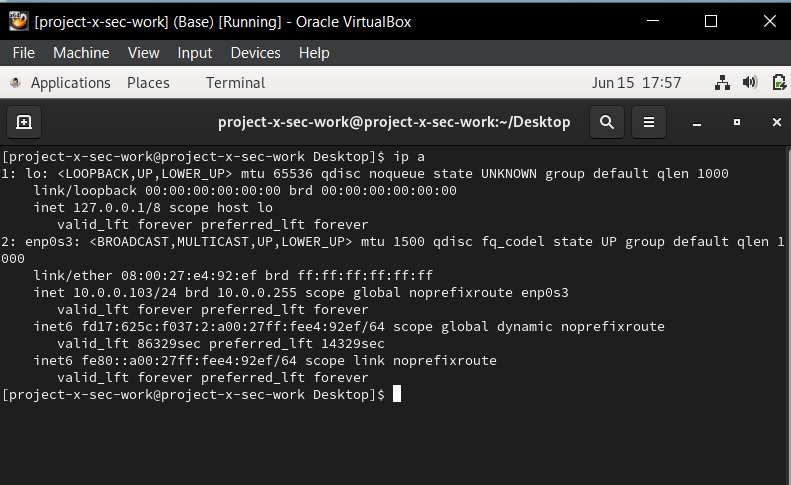 [project-x-sec-work] (Base) [Running] - Oracle VirtualBox
File Machine View Input Devices Help
Applications Places Terminal Jun 15 17:57
project-x-sec-work@project-x-sec-work:~/Desktop
[project-x-sec-work@project-x-sec-work Desktop]$ ip a
1: lo: <LOOPBACK,UP,LOWER_UP> mtu 65536 qdisc noqueue state UNKNOWN group default qlen 1000
    link/loopback 00:00:00:00:00:00 brd 00:00:00:00:00:00
    inet 127.0.0.1/8 scope host lo
       valid_lft forever preferred_lft forever
2: enp0s3: <BROADCAST,MULTICAST,UP,LOWER_UP> mtu 1500 qdisc fq_codel state UP group default qlen 1
000
    link/ether 08:00:27:e4:92:ef brd ff:ff:ff:ff:ff:ff
    inet 10.0.0.103/24 brd 10.0.0.255 scope global noprefixroute enp0s3
       valid_lft forever preferred_lft forever
    inet6 fd17:625c:f037:2:a00:27ff:fee4:92ef/64 scope global dynamic noprefixroute
       valid_lft 86329sec preferred_lft 14329sec
    inet6 fe80::a00:27ff:fee4:92ef/64 scope link noprefixroute
       valid_lft forever preferred_lft forever
[project-x-sec-work@project-x-sec-work Desktop]$